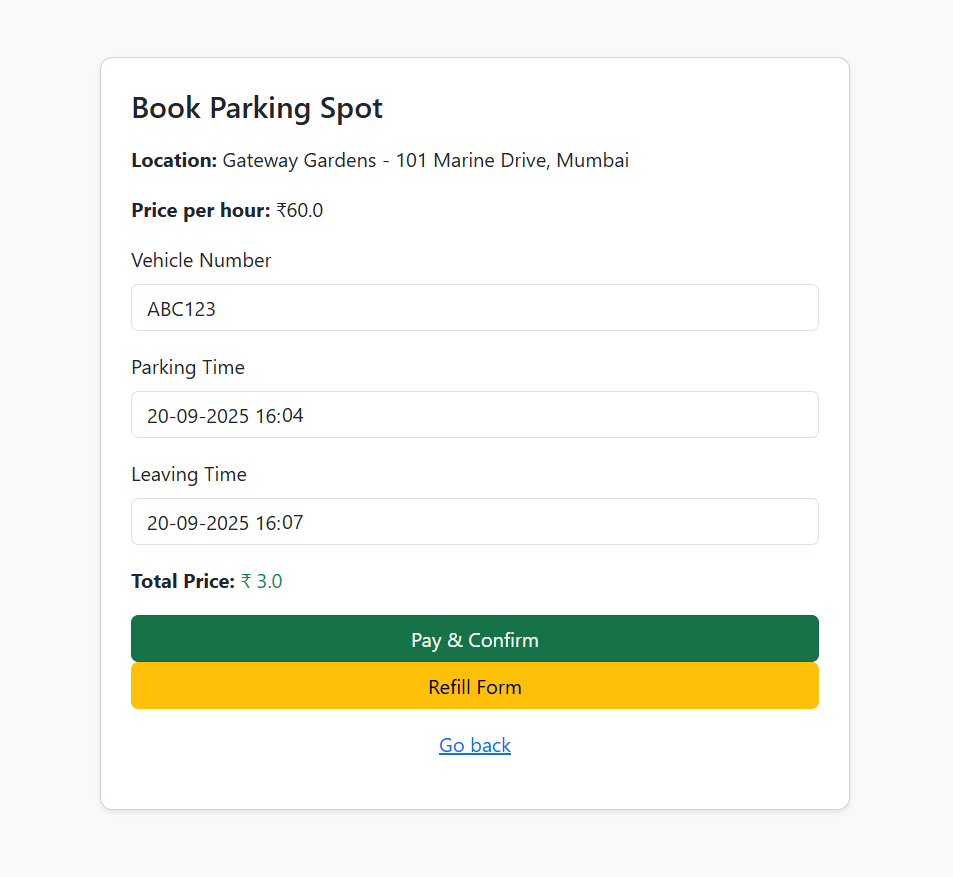 Book Parking Spot
Location: Gateway Gardens - 101 Marine Drive, Mumbai
Price per hour: ₹60.0
Vehicle Number
ABC123
Parking Time
20-09-2025 16:04
Leaving Time
20-09-2025 16:07
Total Price: ₹ 3.0
Pay & Confirm
Refill Form
Go back